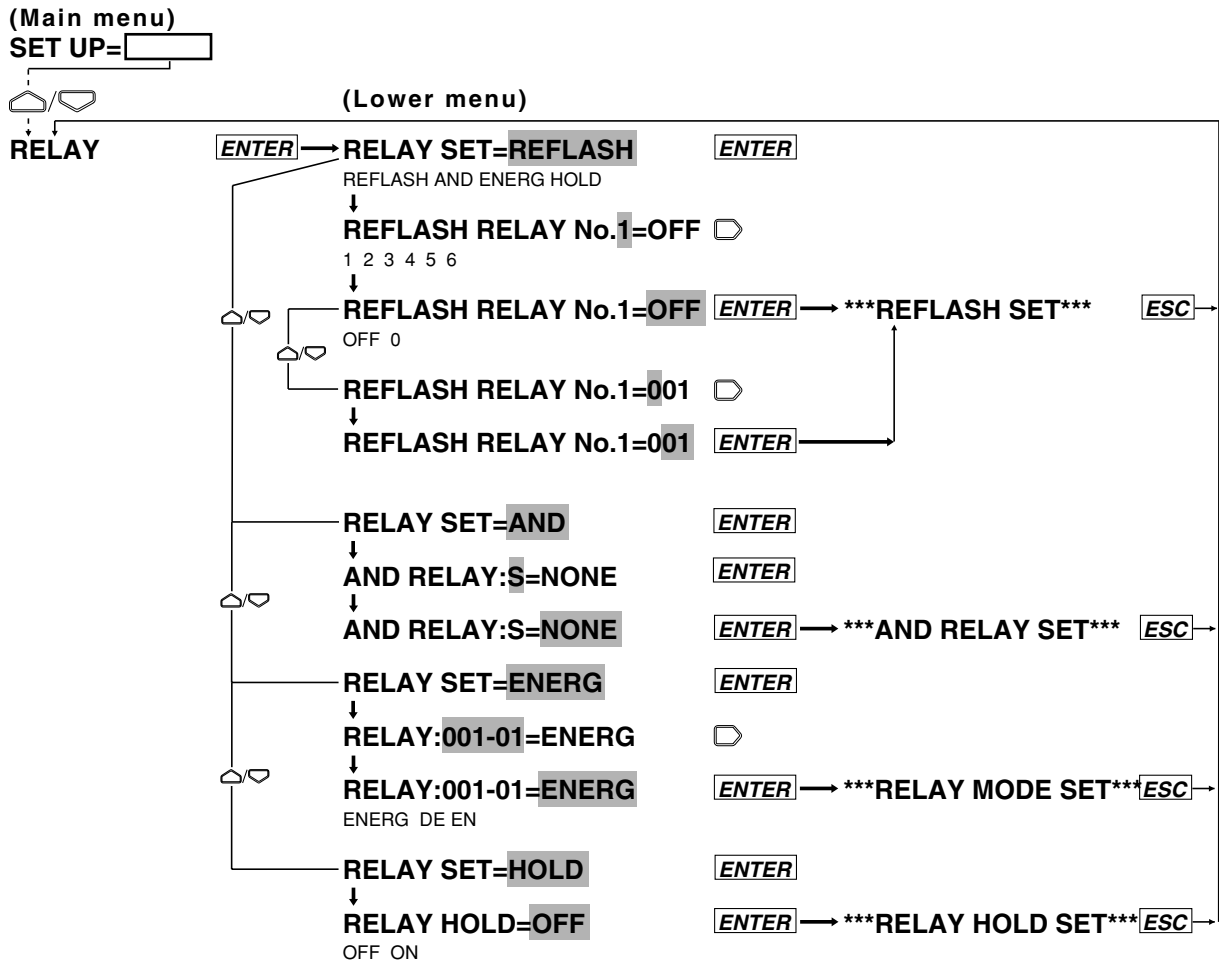 (Main menu)
SET UP=
/
(Lower menu)
RELAY ENTER RELAY SET=REFLASH ENTER
REFLASH AND ENERG HOLD
REFLASH RELAY No.1=OFF
1 2 3 4 5 6
/ REFLASH RELAY No.1=OFF ENTER ***REFLASH SET*** ESC
OFF 0
/
REFLASH RELAY No.1=001
REFLASH RELAY No.1=001 ENTER
RELAY SET=AND ENTER
AND RELAY:S=NONE ENTER
/
AND RELAY:S=NONE ENTER ***AND RELAY SET*** ESC
RELAY SET=ENERG ENTER
RELAY:001-01=ENERG
/
RELAY:001-01=ENERG ENTER ***RELAY MODE SET*** ESC
ENERG DE EN
RELAY SET=HOLD ENTER
RELAY HOLD=OFF ENTER ***RELAY HOLD SET*** ESC
OFF ON